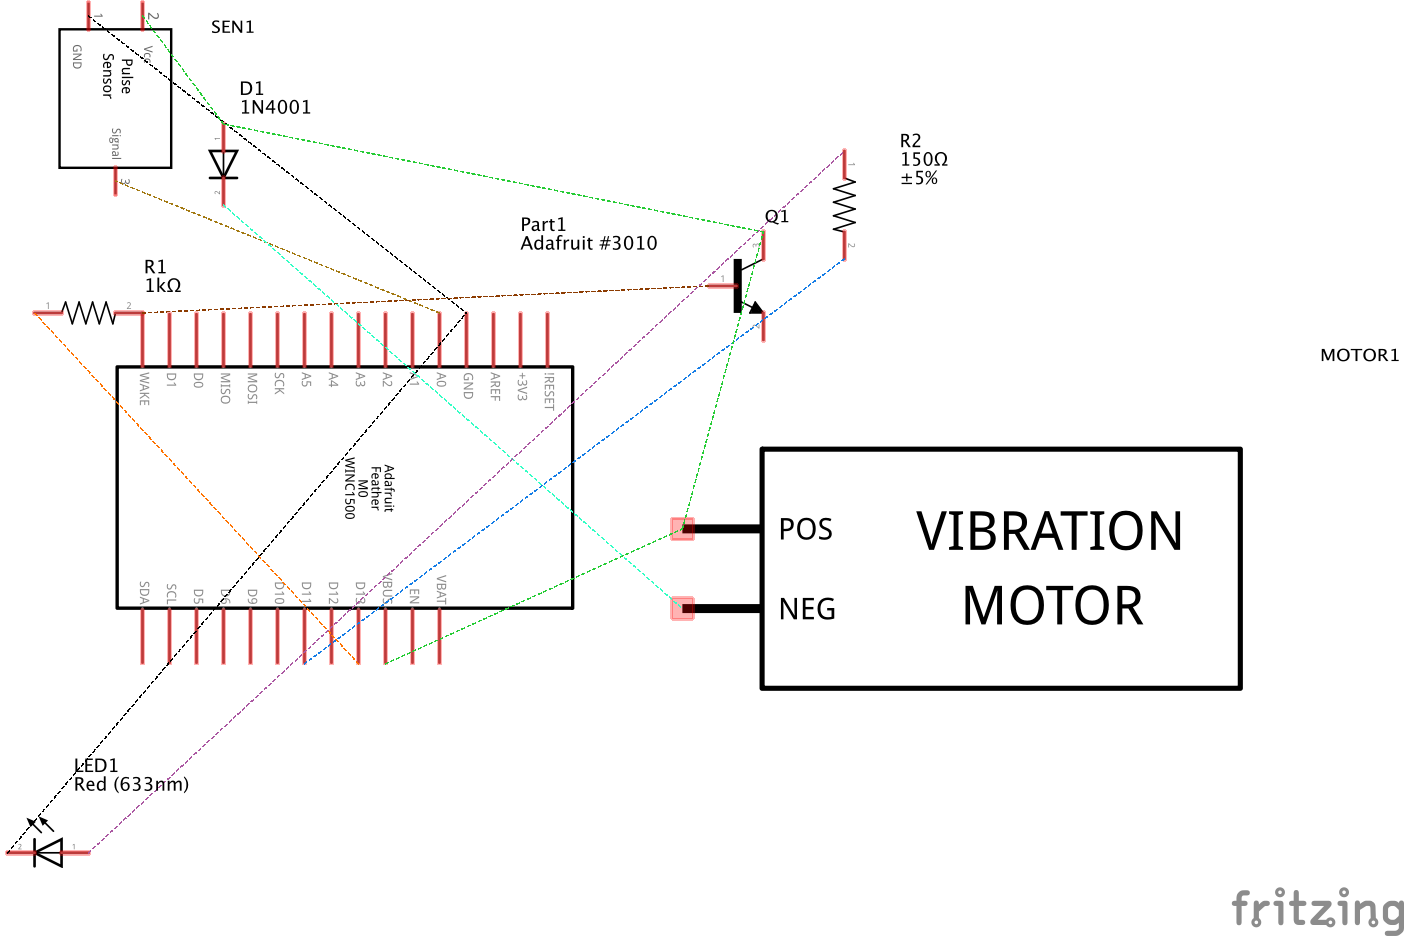 1
2
SEN1
GND
Vcc
Pulse
Sensor
Signal
3
D1
1N4001
1
2
R2
150Ω
±5%
1
2
Q1
2
1
Part1
Adafruit #3010
R1
1kΩ
1
2
WAKE
D1
D0
MISO
MOSI
SCK
A5
A4
A3
A2
A1
A0
GND
AREF
+3V3
!RESET
MOTOR1
Adafruit
Feather
M0
WINC1500
POS
NEG
VIBRATION
MOTOR
SDA
SCL
D5
D6
D9
D10
D11
D12
D13
VBUS
EN
VBAT
LED1
Red (633nm)
2
1
fritzing